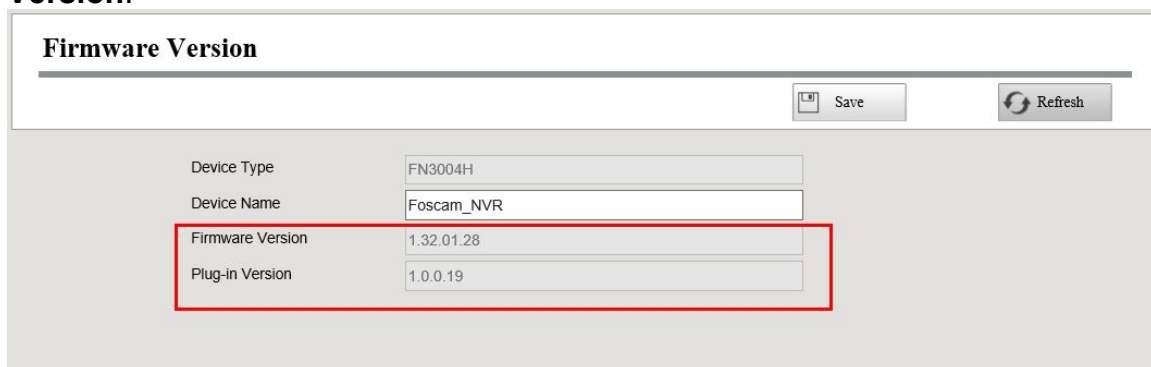 Firmware Version
Save
Refresh
Device Type FN3004H
Device Name Foscam_NVR
Firmware Version 1.32.01.28
Plug-in Version 1.0.0.19